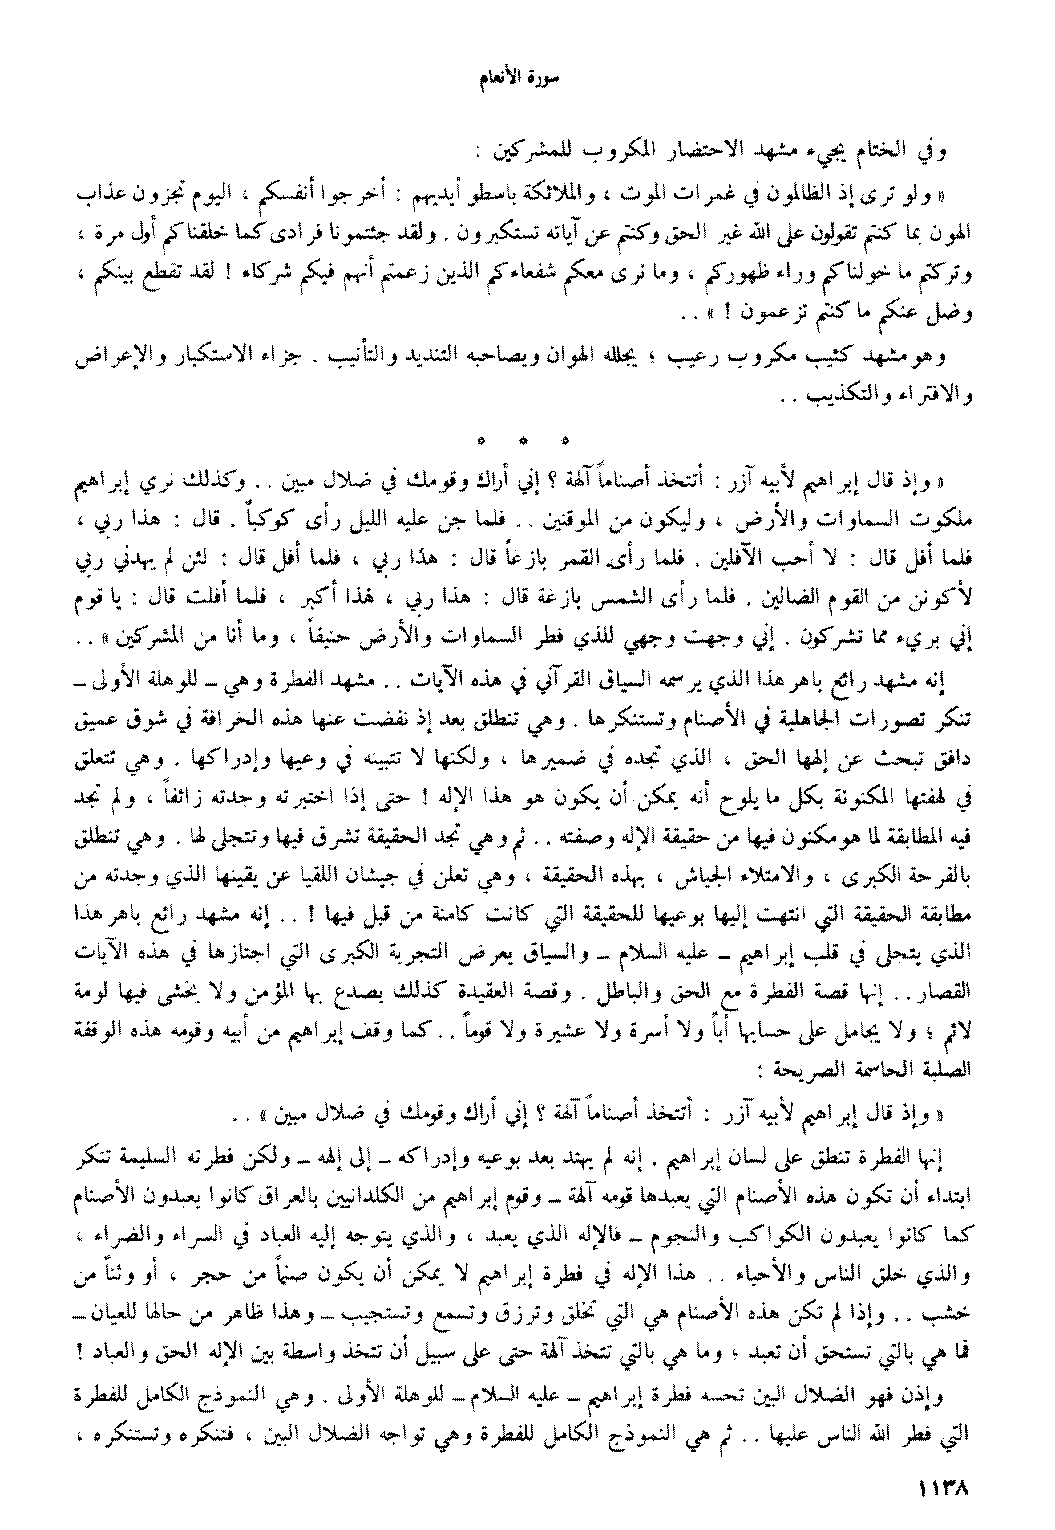 سورة الأنعام
وفي الختام يجيء مشهد الاحتضار المكروب للمشركين :
« ولو ترى إذ الظالمون في غمرات الموت ، والملائكة باسطو أيديهم : أخرجوا أنفسكم ، اليوم تجزون عذاب
الهون بما كنتم تقولون على الله غير الحق وكنتم عن آياته تستكبرون . ولقد جئتمونا فرادى كما خلقناكم أول مرة ،
وتركتم ما خولناكم وراء ظهوركم ، وما نرى معكم شفعاءكم الذين زعمتم أنهم فيكم شركاء ! لقد تقطع بينكم ،
وضل عنكم ما كنتم تزعمون ! » . .
وهو مشهد كئيب مكروب رعيب ؛ يجلله الهوان ويصاحبه التنديد والتأنيب . جزاء الاستكبار والإعراض
والافتراء والتكذيب . .
* * *
« وإذ قال إبراهيم لأبيه آزر : أتتخذ أصناماً آلهة ؟ إني أراك وقومك في ضلال مبين . . وكذلك نري إبراهيم
ملكوت السماوات والأرض ، وليكون من الموقنين . . فلما جن عليه الليل رأى كوكباً . قال : هذا ربي ،
فلما أفل قال : لا أحب الآفلين . فلما رأى القمر بازغاً قال : هذا ربي ، فلما أفل قال : لئن لم يهدني ربي
لأكونن من القوم الضالين . فلما رأى الشمس بازغة قال : هذا ربي ، هذا أكبر ، فلما أفلت قال : يا قوم
إني بريء مما تشركون . إني وجهت وجهي للذي فطر السماوات والأرض حنيفاً ، وما أنا من المشركين » . .
إنه مشهد رائع باهر هذا الذي يرسمه السياق القرآني في هذه الآيات . . مشهد الفطرة وهي – للوهلة الأولى –
تنكر تصورات الجاهلية في الأصنام وتستنكرها . وهي تنطلق بعد إذ نفضت عنها هذه الخرافة في شوق عميق
دافق تبحث عن إلهها الحق ، الذي تجده في ضميرها ، ولكنها لا تتبينه في وعيها وإدراكها . وهي تتعلق
في لهفتها المكنونة بكل ما يلوح أنه يمكن أن يكون هو هذا الإله ! حتى إذا اختبرته وجدته زائفاً ، ولم تجد
فيه المطابقة لما هو مكنون فيها من حقيقة الإله وصفته . . ثم وهي تجد الحقيقة تشرق فيها وتتجلى لها . وهي تنطلق
بالفرحة الكبرى ، والامتلاء الجياش ، بهذه الحقيقة ، وهي تعلن في جيشان اللقيا عن يقينها الذي وجدته من
مطابقة الحقيقة التي انتهت إليها بوعيها للحقيقة التي كانت كامنة من قبل فيها ! . . إنه مشهد رائع باهر هذا
الذي يتجلى في قلب إبراهيم – عليه السلام – والسياق يعرض التجربة الكبرى التي اجتازها في هذه الآيات
القصار . . إنها قصة الفطرة مع الحق والباطل . وقصة العقيدة كذلك يصدع بها المؤمن ولا يخشى فيها لومة
لائم ؛ ولا يجامل على حسابها أباً ولا أسرة ولا عشيرة ولا قوماً . . كما وقف إبراهيم من أبيه وقومه هذه الوقفة
الصلبة الحاسمة الصريحة :
« وإذ قال إبراهيم لأبيه آزر : أتتخذ أصناماً آلهة ؟ إني أراك وقومك في ضلال مبين » . .
إنها الفطرة تنطق على لسان إبراهيم . إنه لم يهتد بعد بوعيه وإدراكه – إلى إلهه – ولكن فطرته السليمة تنكر
ابتداء أن تكون هذه الأصنام التي يعبدها قومه آلهة – وقوم إبراهيم من الكلدانيين بالعراق كانوا يعبدون الأصنام
كما كانوا يعبدون الكواكب والنجوم – فالإله الذي يعبد ، والذي يتوجه إليه العباد في السراء والضراء ،
والذي خلق الناس والأحياء . . هذا الإله في فطرة إبراهيم لا يمكن أن يكون صنماً من حجر ، أو وثناً من
خشب . . وإذا لم تكن هذه الأصنام هي التي تخلق وترزق وتسمع وتستجيب – وهذا ظاهر من حالها للعيان –
فما هي بالتي تستحق أن تعبد ؛ وما هي بالتي تتخذ آلهة حتى على سبيل أن تتخذ واسطة بين الإله الحق والعباد !
وإذن فهو الضلال البين تحسه فطرة إبراهيم – عليه السلام – للوهلة الأولى . وهي النموذج الكامل للفطرة
التي فطر الله الناس عليها . . ثم هي النموذج الكامل للفطرة وهي تواجه الضلال البين ، فتنكره وتستنكره ،
١١٣٨